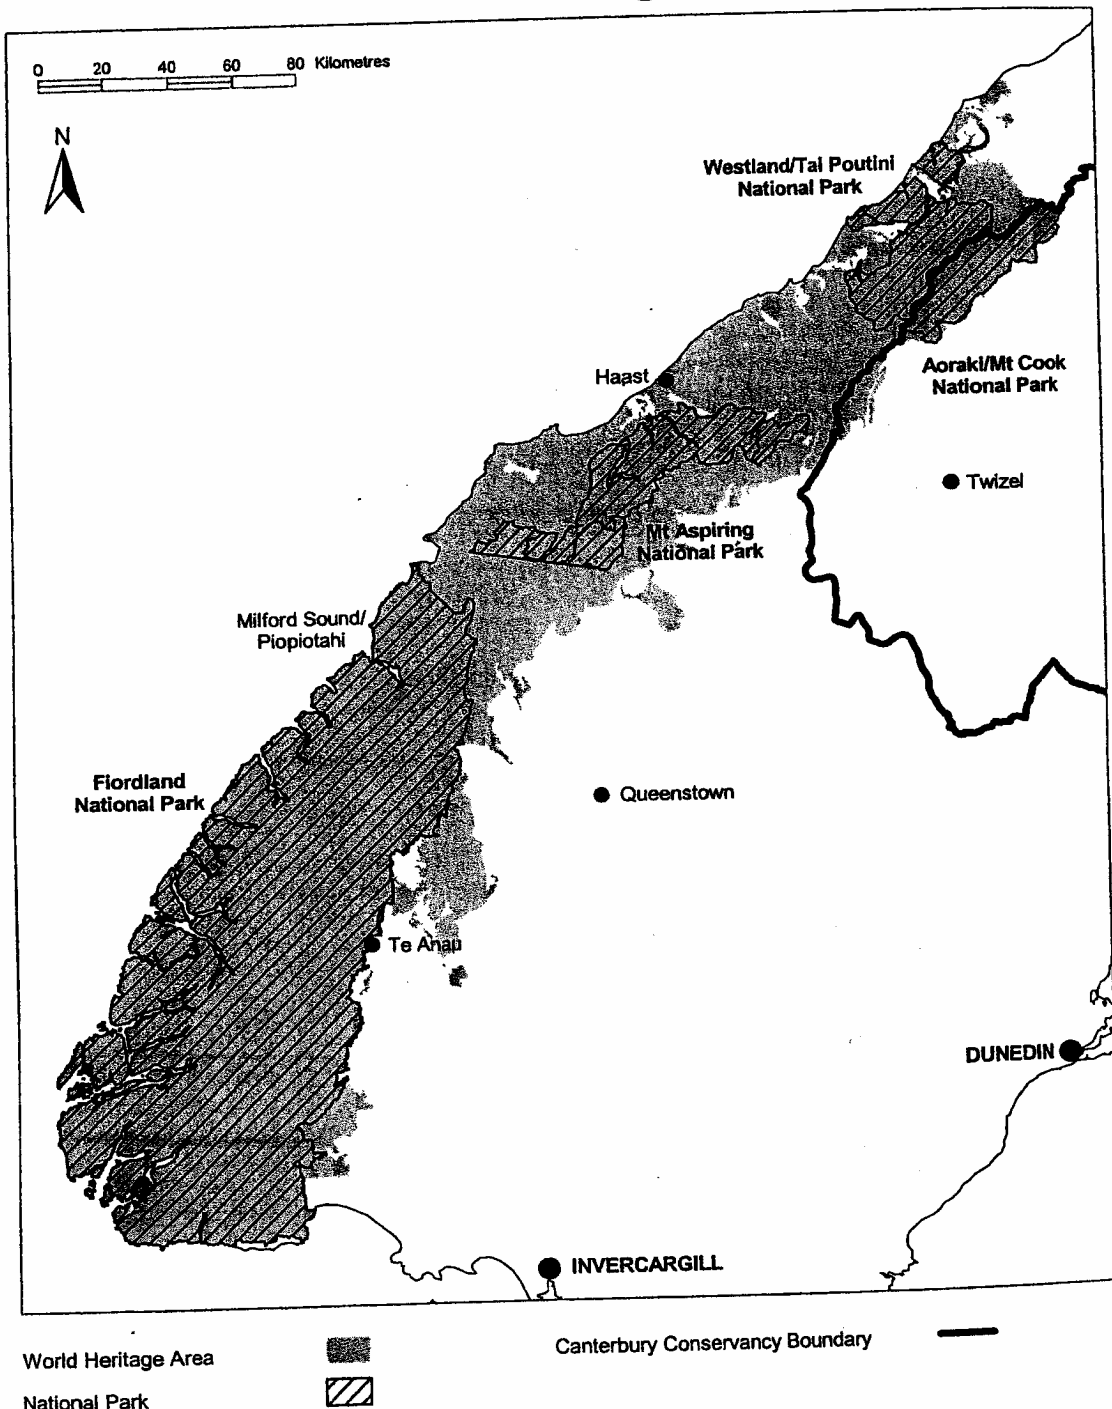 0 20 40 60 80 Kilometres
N
Westland/Tai Poutini
National Park
Aoraki/Mt Cook
National Park
Haast
Twizel
Mt Aspiring
National Park
Milford Sound/
Piopiotahi
Fiordland
National Park
Queenstown
Te Anau
DUNEDIN
INVERCARGILL
World Heritage Area
Canterbury Conservancy Boundary
National Park